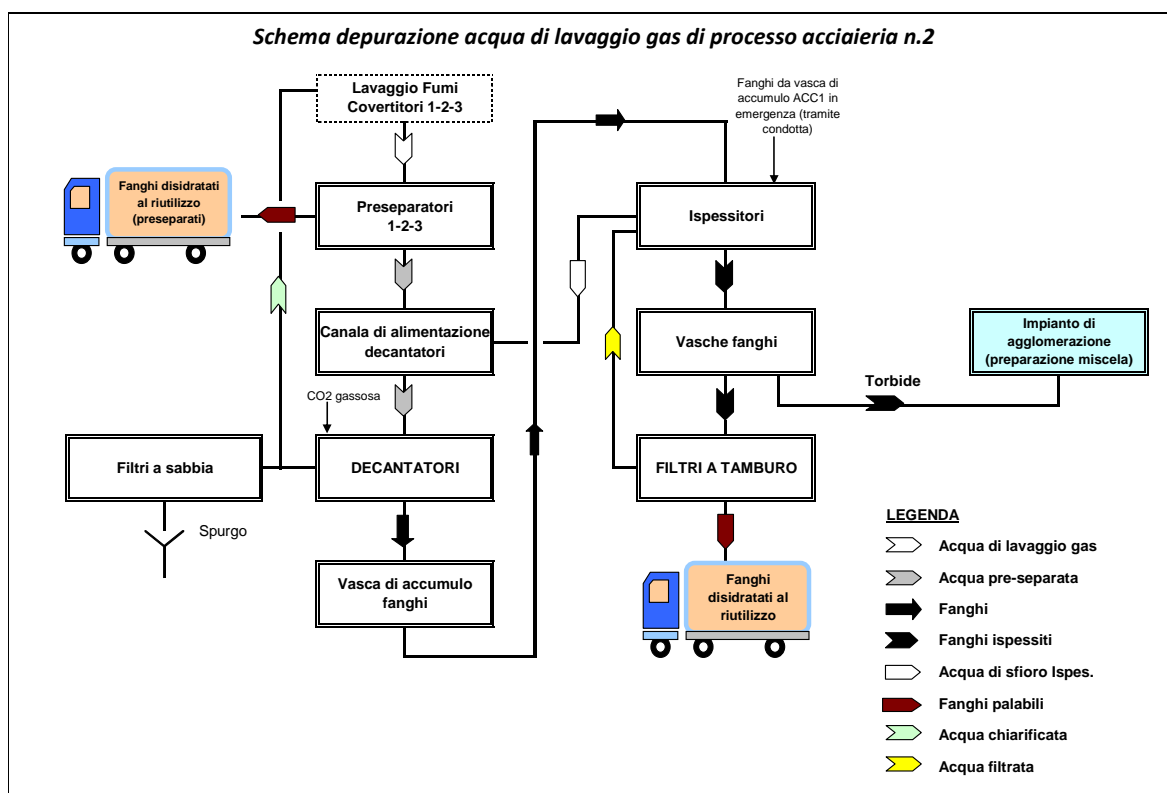 Schema depurazione acqua di lavaggio gas di processo acciaieria n.2
Lavaggio Fumi
Covertitori 1-2-3
Fanghi da vasca di
accumulo ACC1 in
emergenza (tramite
condotta)
Fanghi disidratati
al riutilizzo
(preseparati)
Preseparatori
1-2-3
Ispessitori
Canala di alimentazione
decantatori
Vasche fanghi
Impianto di
agglomerazione
(preparazione miscela)
Torbide
CO2 gassosa
Filtri a sabbia
DECANTATORI
FILTRI A TAMBURO
Spurgo
Vasca di accumulo
fanghi
Fanghi
disidratati al
riutilizzo
LEGENDA
Acqua di lavaggio gas
Acqua pre-separata
Fanghi
Fanghi ispessiti
Acqua di sfioro Ispes.
Fanghi palabili
Acqua chiarificata
Acqua filtrata